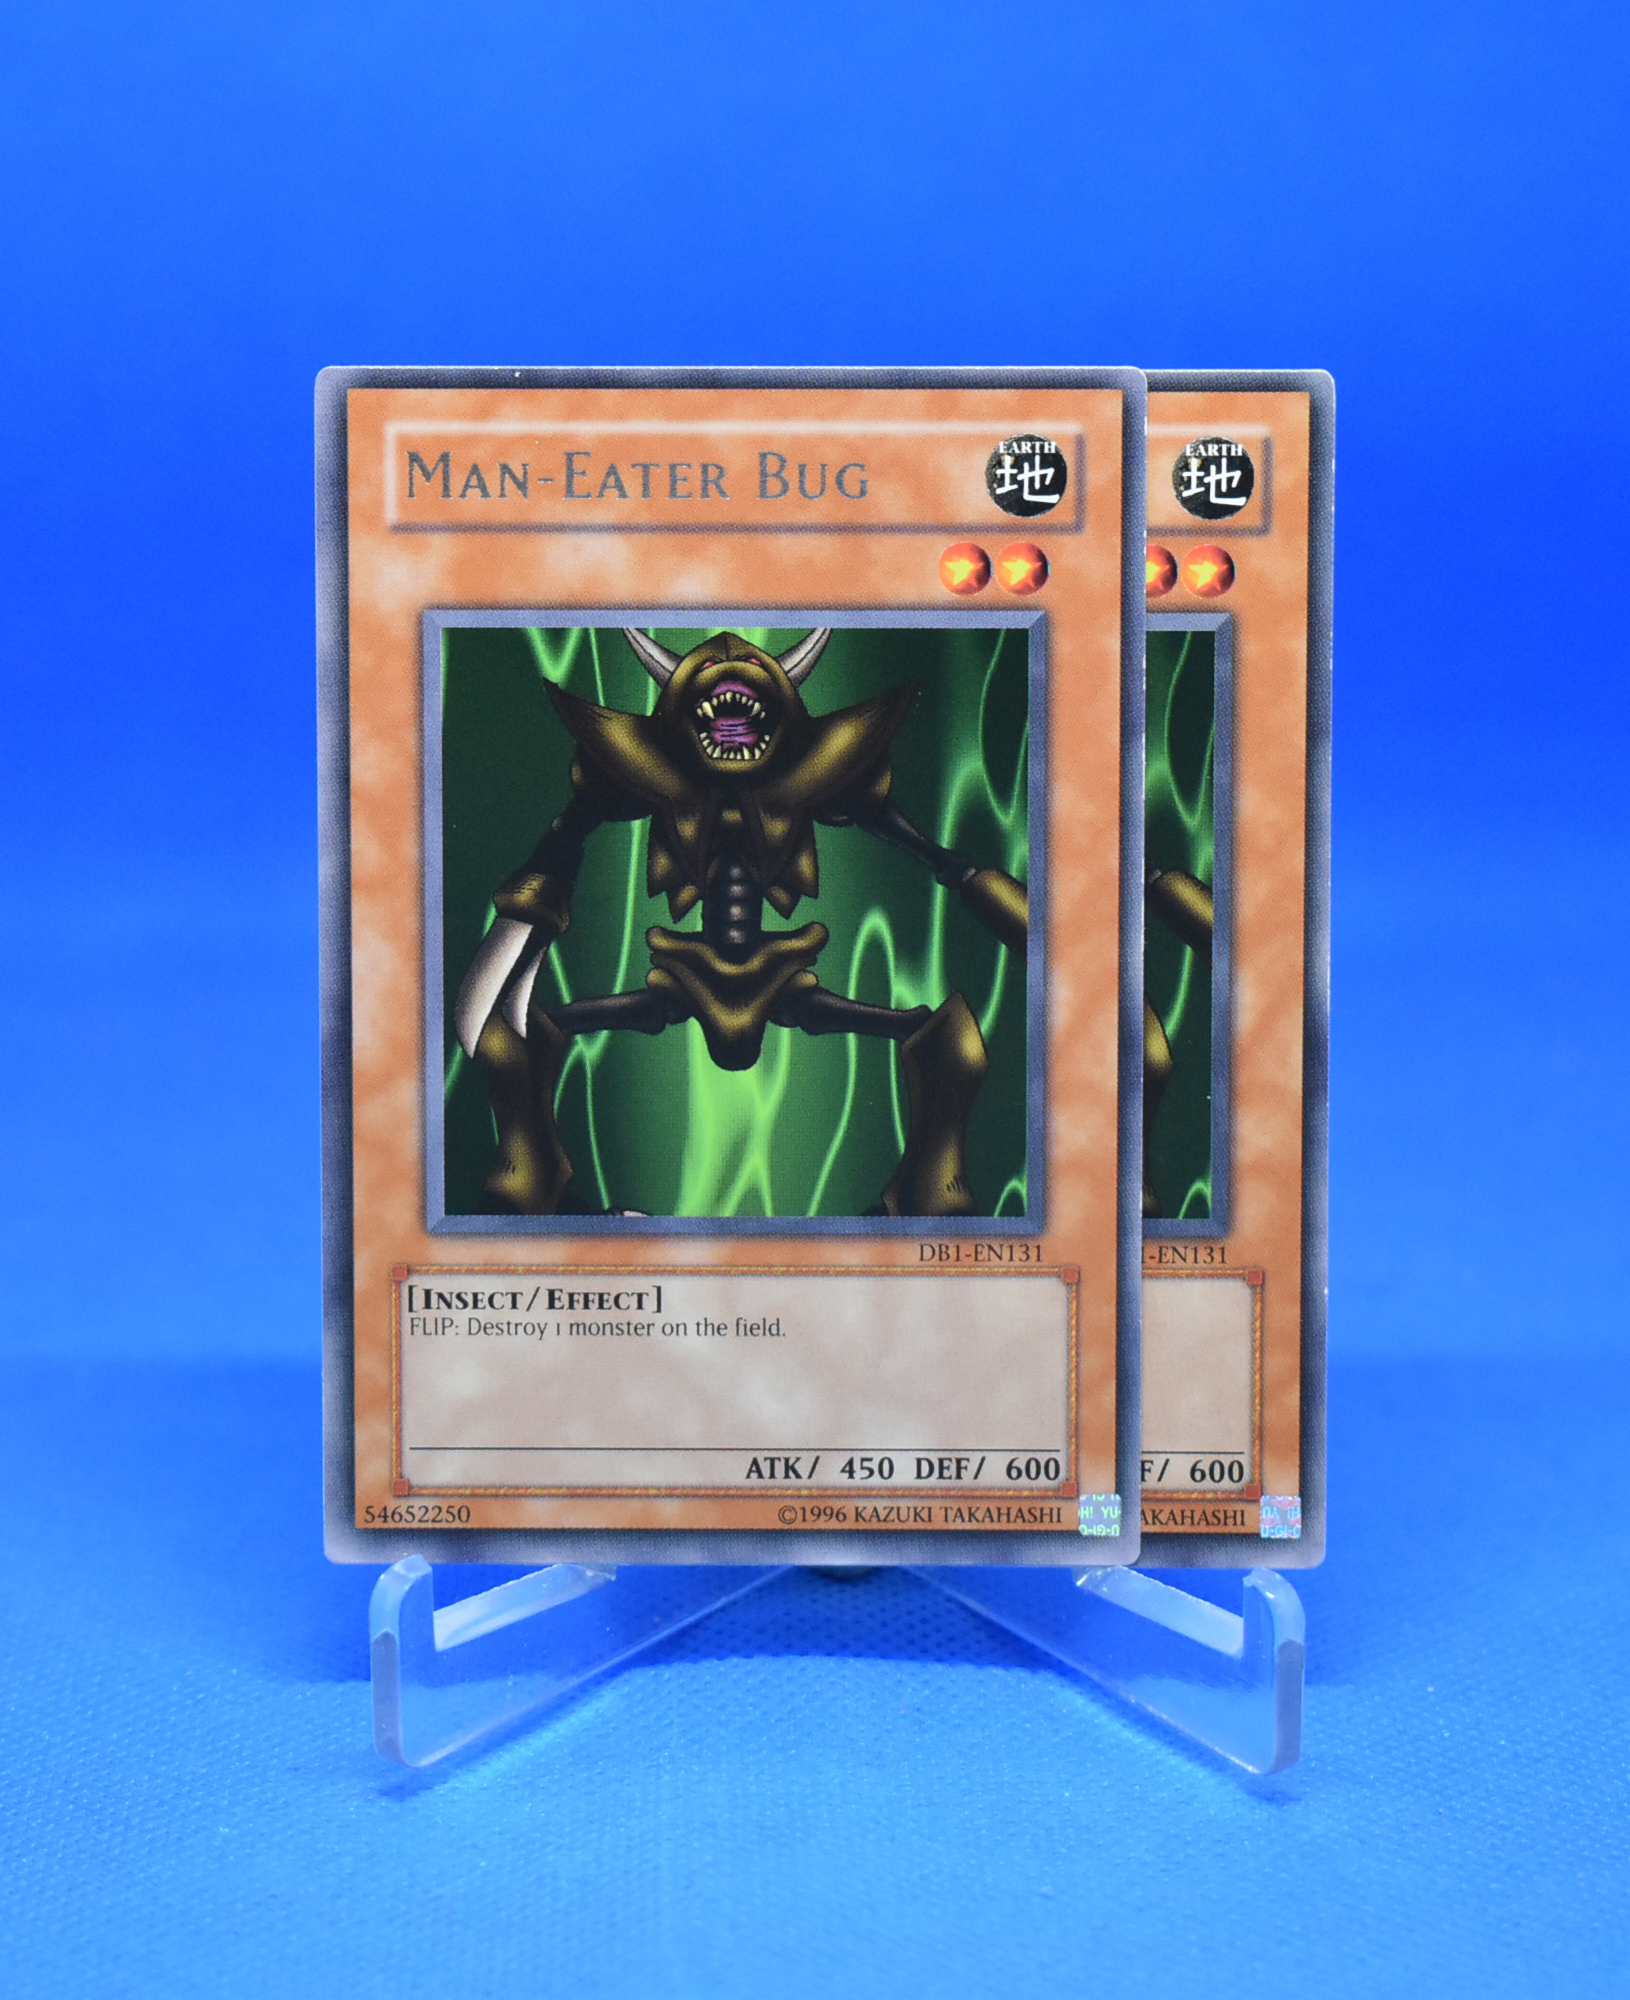 Man-Eater Bug
EARTH
地
EARTH
地
DB1-EN131
1-EN131
[Insect/Effect]
FLIP: Destroy 1 monster on the field.
ATK/ 450 DEF/ 600
F/ 600
54652250
©1996 KAZUKI TAKAHASHI
AKAHASHI